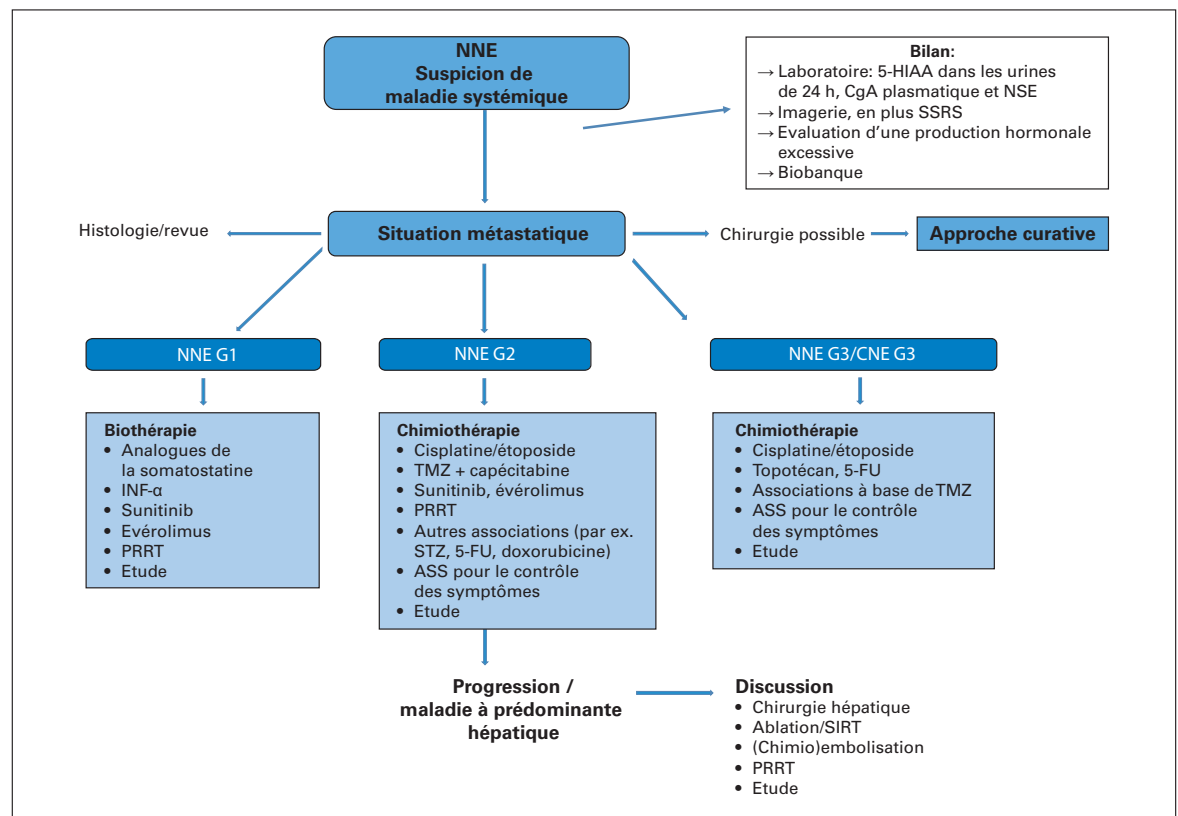 NNE
Suspicion de
maladie systémique
Bilan:
→ Laboratoire: 5-HIAA dans les urines
de 24 h, CgA plasmatique et NSE
→ Imagerie, en plus SSRS
→ Evaluation d'une production hormonale
excessive
→ Biobanque
Histologie/revue
Situation métastatique
Chirurgie possible
Approche curative
NNE G1
NNE G2
NNE G3/CNE G3
Biothérapie
• Analogues de
la somatostatine
• INF-α
• Sunitinib
• Evérolimus
• PRRT
• Etude
Chimiothérapie
• Cisplatine/étoposide
• TMZ + capécitabine
• Sunitinib, évérolimus
• PRRT
• Autres associations (par ex.
STZ, 5-FU, doxorubicine)
• ASS pour le contrôle
des symptômes
• Etude
Chimiothérapie
• Cisplatine/étoposide
• Topotécan, 5-FU
• Associations à base de TMZ
• ASS pour le contrôle
des symptômes
• Etude
Progression /
maladie à prédominante
hépatique
Discussion
• Chirurgie hépatique
• Ablation/SIRT
• (Chimio)embolisation
• PRRT
• Etude